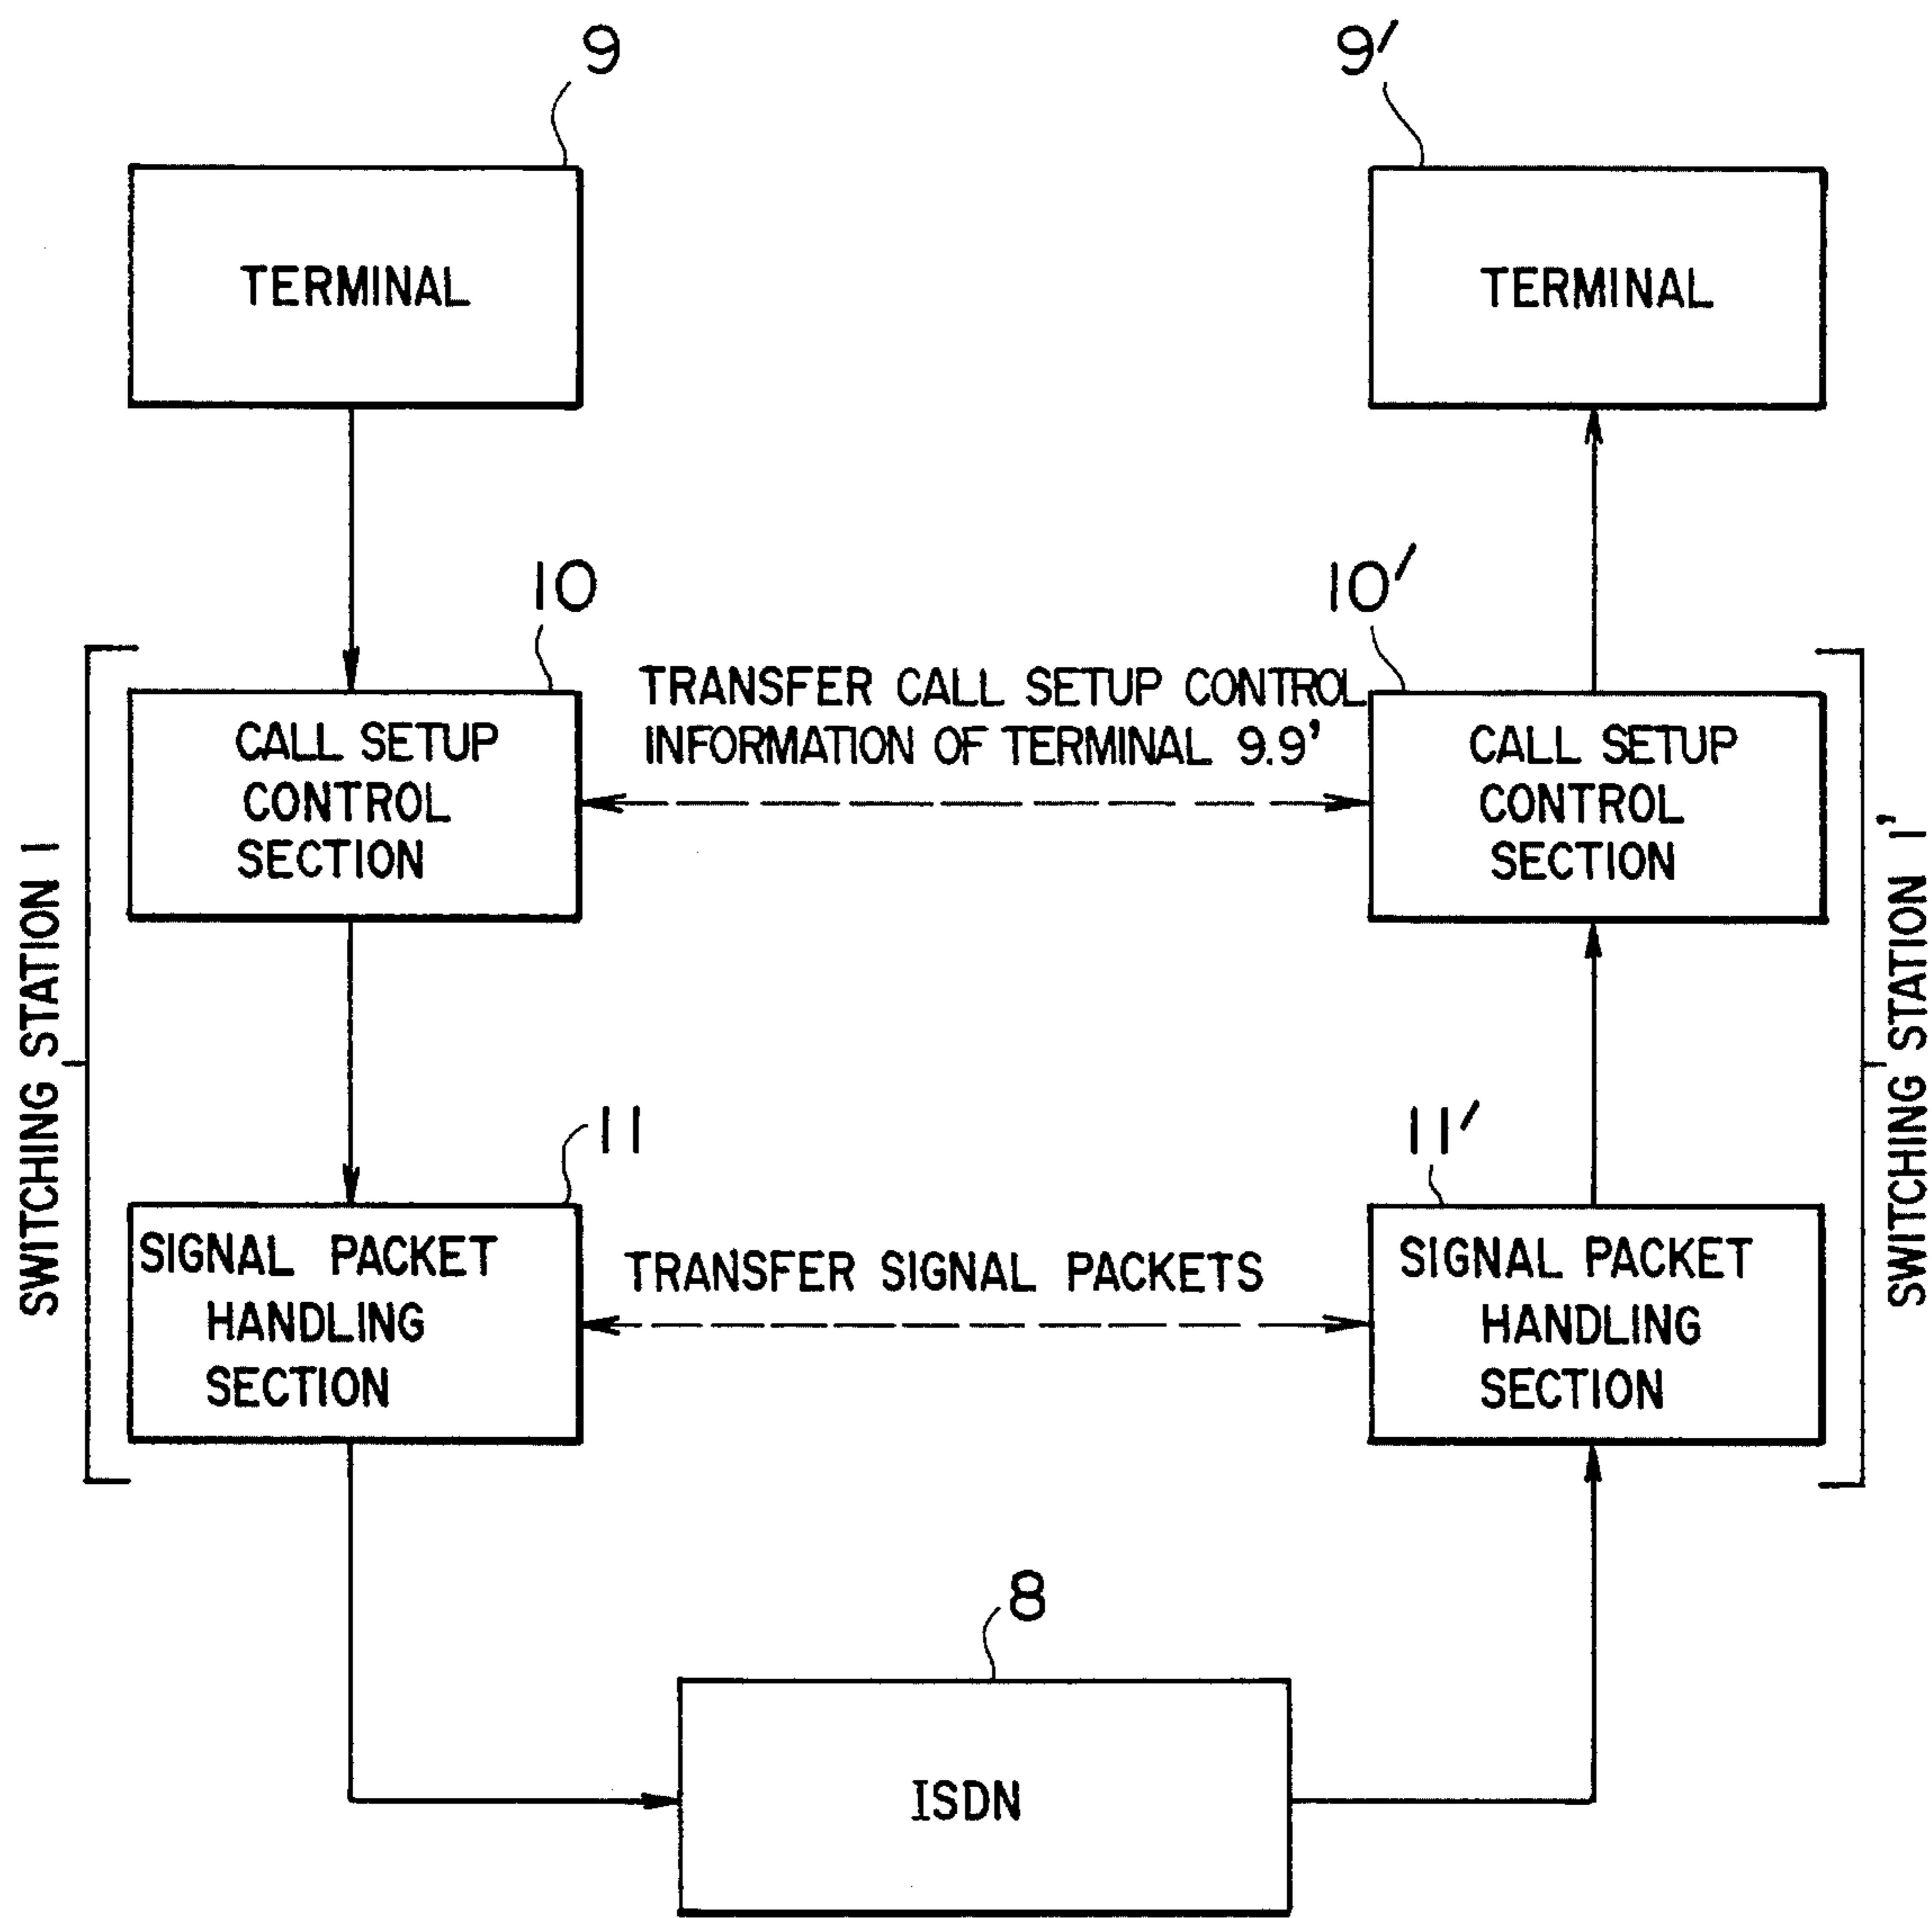 9
9'
TERMINAL
TERMINAL
10
10'
TRANSFER CALL SETUP CONTROL
INFORMATION OF TERMINAL 9.9'
CALL SETUP
CONTROL
SECTION
CALL SETUP
CONTROL
SECTION
SWITCHING STATION 1
SWITCHING STATION 1'
11
11'
SIGNAL PACKET
HANDLING
SECTION
TRANSFER SIGNAL PACKETS
SIGNAL PACKET
HANDLING
SECTION
8
ISDN